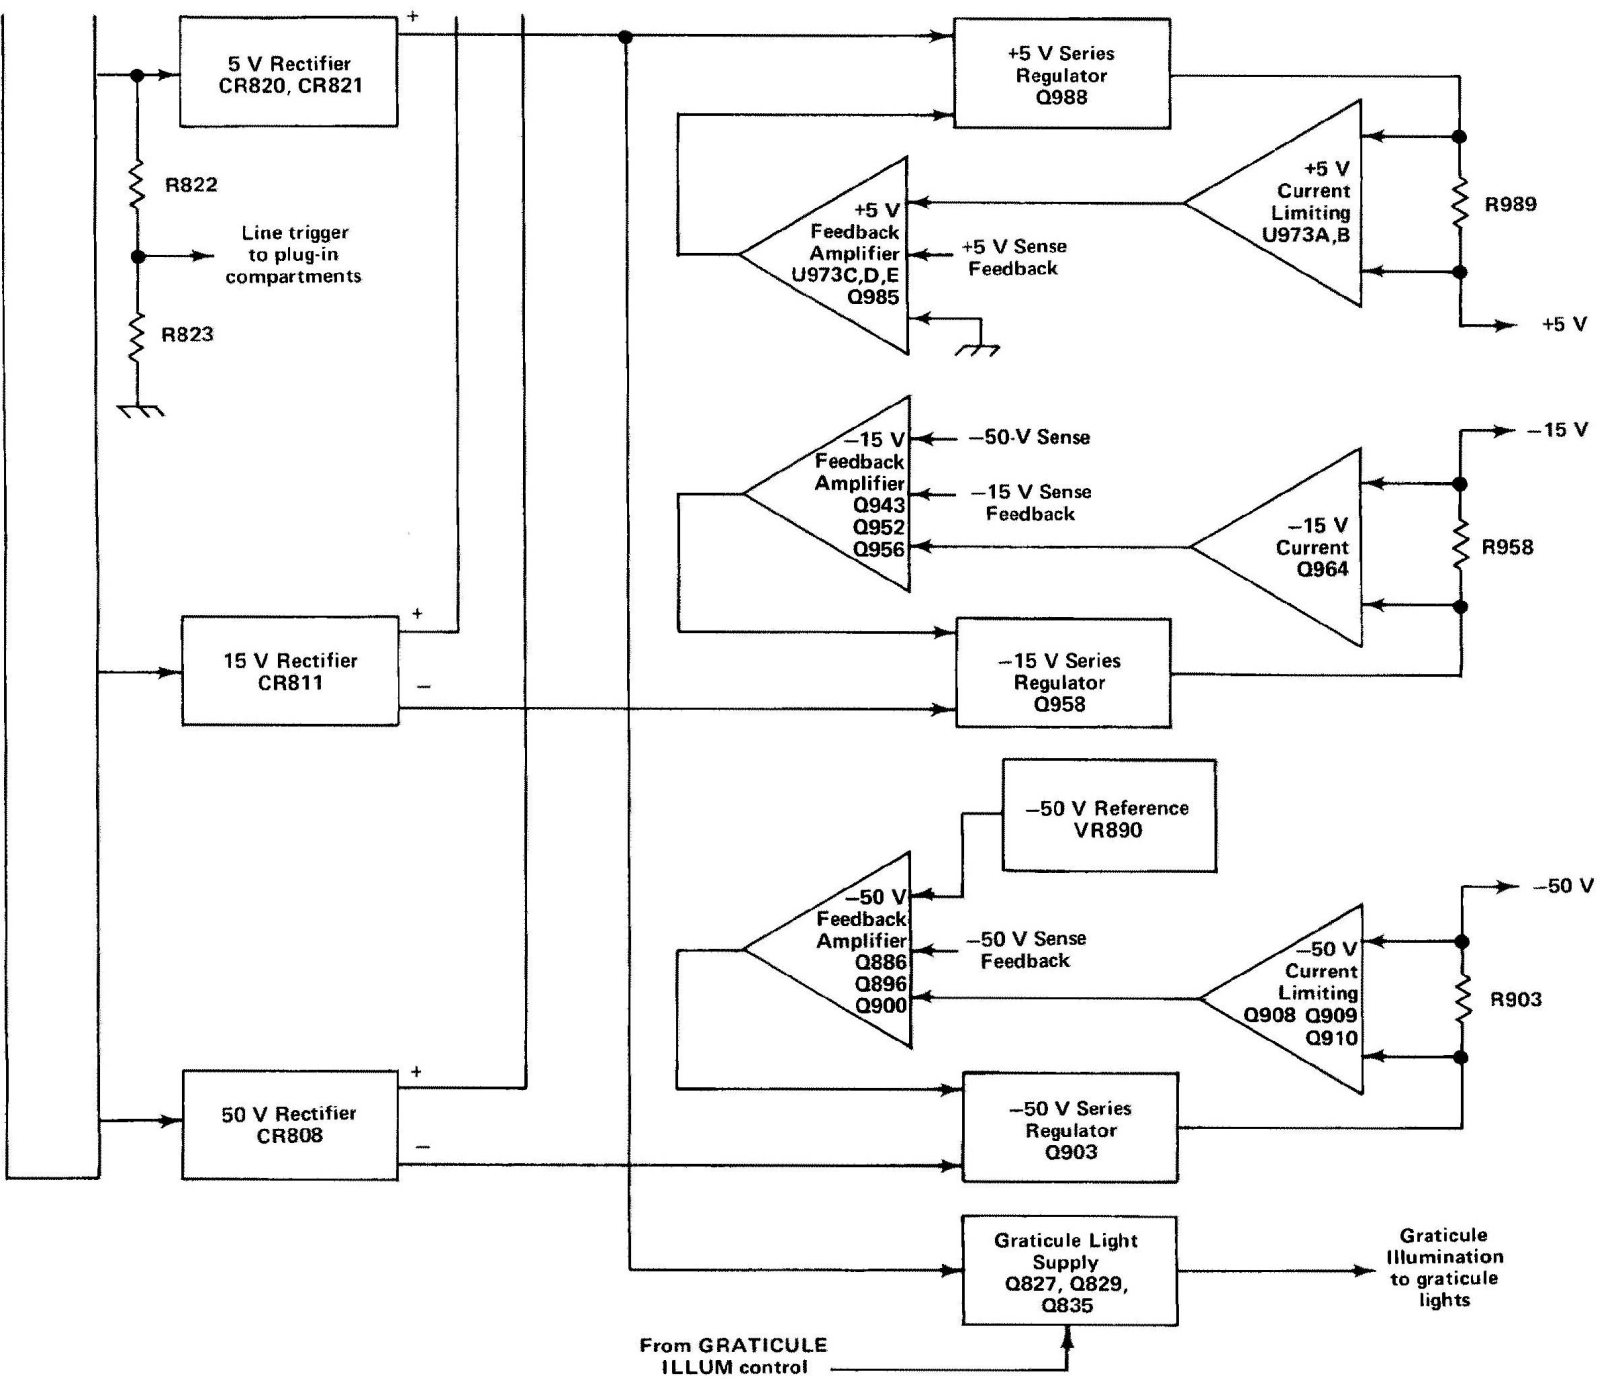 +
5 V Rectifier
CR820, CR821
+5 V Series
Regulator
Q988
R822
Line trigger
to plug-in
compartments
R823
+5 V
Feedback
Amplifier
U973C,D,E
Q985
+5 V Sense
Feedback
+5 V
Current
Limiting
U973A,B
R989
+5 V
−15 V
Feedback
Amplifier
Q943
Q952
Q956
−50-V Sense
−15 V Sense
Feedback
−15 V
Current
Q964
−15 V
R958
+
15 V Rectifier
CR811
−
−15 V Series
Regulator
Q958
−50 V Reference
VR890
−50 V
Feedback
Amplifier
Q886
Q896
Q900
−50 V Sense
Feedback
−50 V
Current
Limiting
Q908 Q909
Q910
−50 V
R903
+
50 V Rectifier
CR808
−
−50 V Series
Regulator
Q903
Graticule Light
Supply
Q827, Q829,
Q835
Graticule
Illumination
to graticule
lights
From GRATICULE
ILLUM control